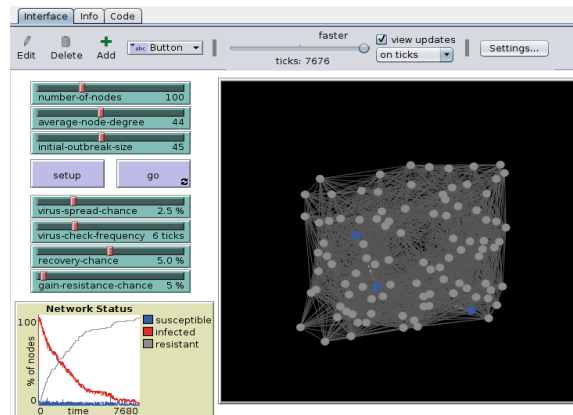 Interface Info Code
Edit Delete Add
abc Button
faster
ticks: 7676
view updates
on ticks
Settings...
number-of-nodes 100
average-node-degree 44
initial-outbreak-size 45
setup go
virus-spread-chance 2.5 %
virus-check-frequency 6 ticks
recovery-chance 5.0 %
gain-resistance-chance 5 %
Network Status
100
% of nodes
0
0 time 7680
susceptible
infected
resistant